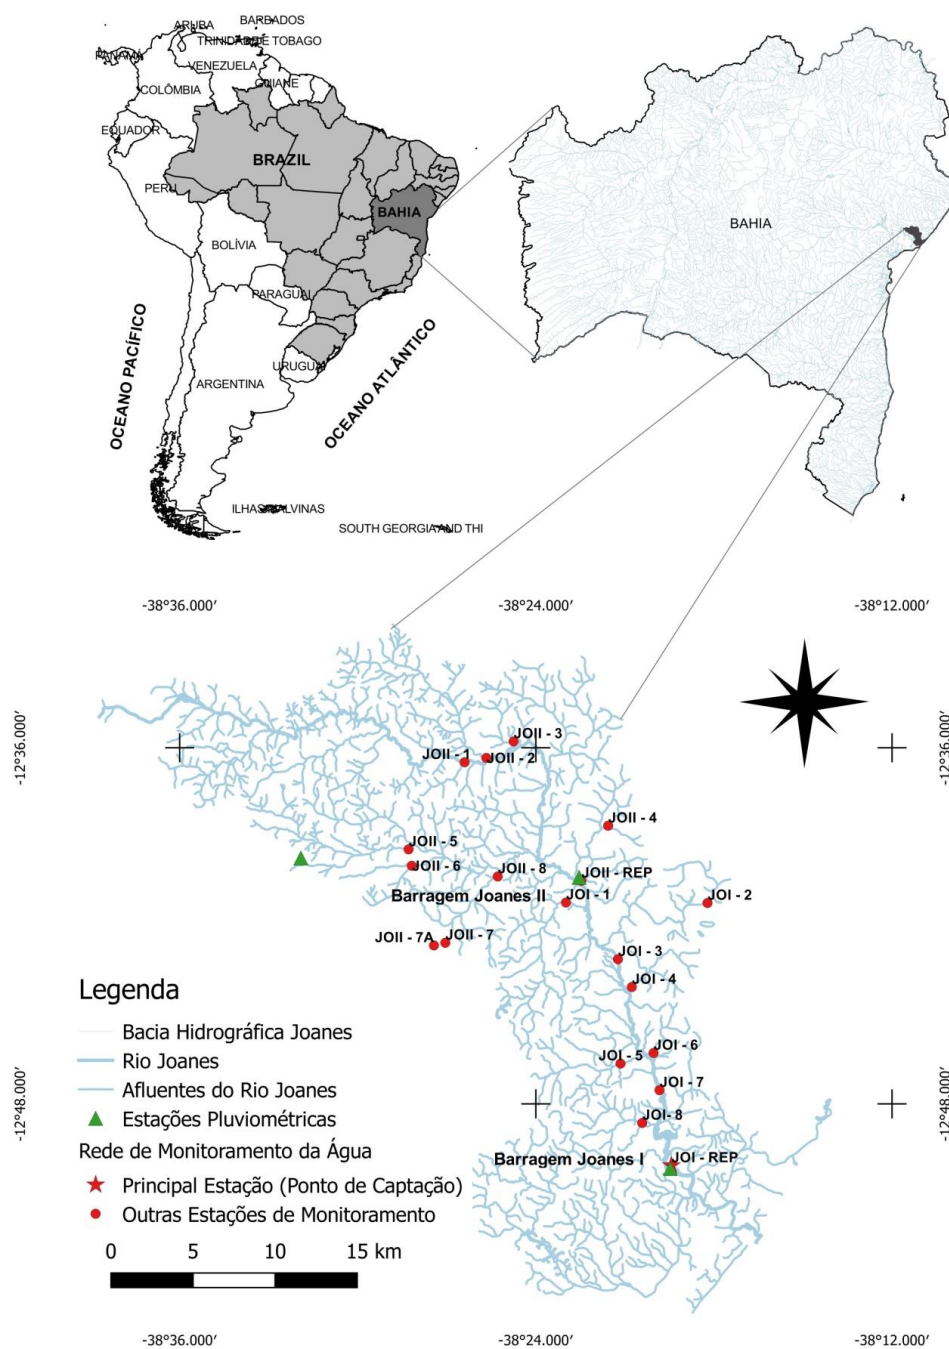 BARBADOS
ARUBA
TRINIDADE TOBAGO
PANAMÁ
VENEZUELA
GUIANE
COLÔMBIA
EQUADOR
BRAZIL
PERU
BAHIA
BAHIA
BOLÍVIA
PARAGUAI
OCEANO PACÍFICO
OCEANO ATLÂNTICO
URUGUAI
ARGENTINA
ILHAS MALVINAS
SOUTH GEORGIA AND THI
-38°36.000′ -38°24.000′ -38°12.000′
-12°36.000′ -12°36.000′
JOII - 3
JOII - 1
JOII - 2
JOII - 4
JOII - 5
JOII - 6
JOII - 8
JOII - REP
Barragem Joanes II
JOI - 1
JOI - 2
JOII - 7A
JOII - 7
JOI - 3
JOI - 4
JOI - 6
JOI - 5
JOI - 7
JOI- 8
-12°48.000′ -12°48.000′
Barragem Joanes I
JOI - REP
Legenda
Bacia Hidrográfica Joanes
Rio Joanes
Afluentes do Rio Joanes
Estações Pluviométricas
Rede de Monitoramento da Água
Principal Estação (Ponto de Captação)
Outras Estações de Monitoramento
0 5 10 15 km
-38°36.000′ -38°24.000′ -38°12.000′